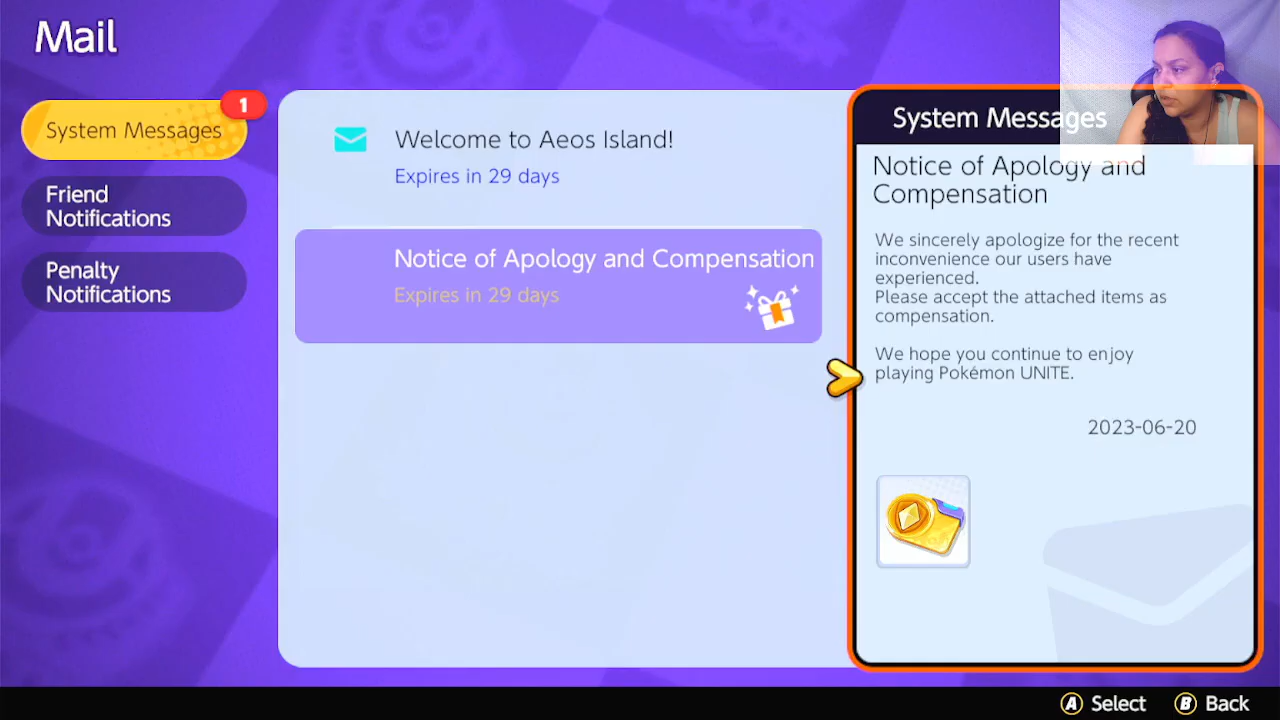 Mail
System Messages
1
Friend
Notifications
Penalty
Notifications
Welcome to Aeos Island!
Expires in 29 days
Notice of Apology and Compensation
Expires in 29 days
System Messages
Notice of Apology and
Compensation
We sincerely apologize for the recent
inconvenience our users have
experienced.
Please accept the attached items as
compensation.
We hope you continue to enjoy
playing Pokémon UNITE.
2023-06-20
A Select
B Back